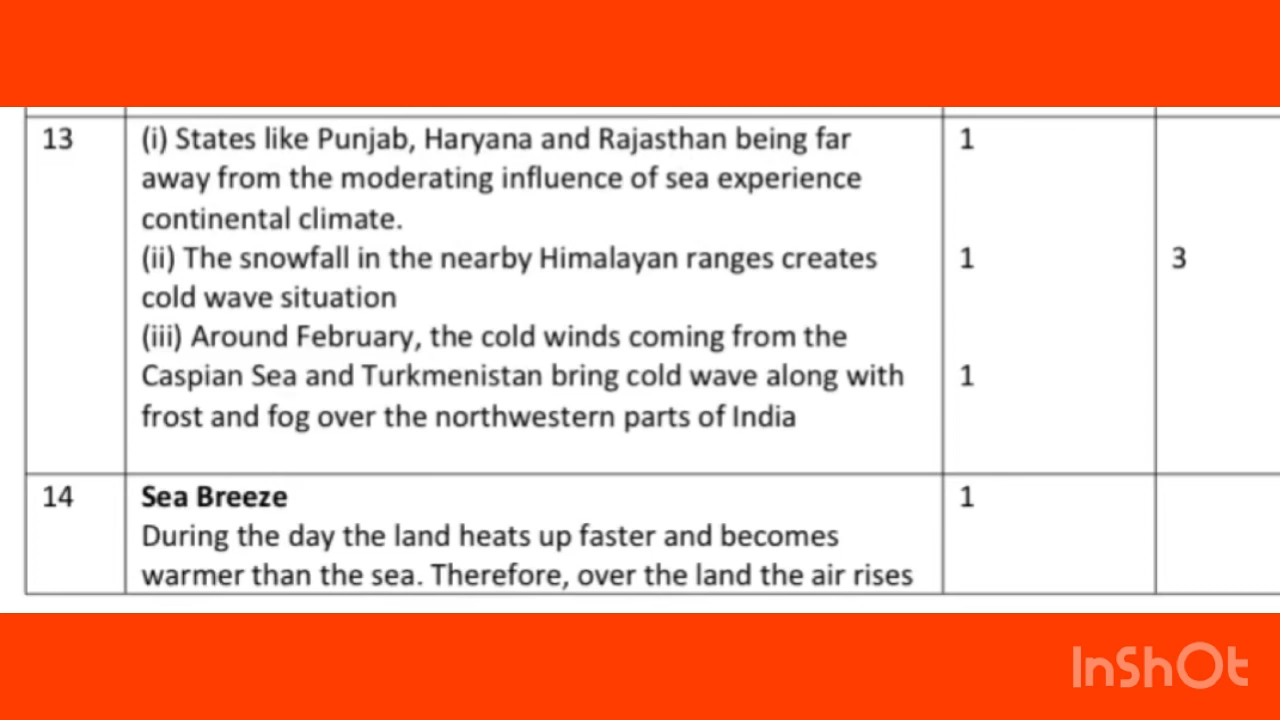 13 (i) States like Punjab, Haryana and Rajasthan being far 1
away from the moderating influence of sea experience
continental climate.
(ii) The snowfall in the nearby Himalayan ranges creates 1 3
cold wave situation
(iii) Around February, the cold winds coming from the
Caspian Sea and Turkmenistan bring cold wave along with 1
frost and fog over the northwestern parts of India
14 Sea Breeze 1
During the day the land heats up faster and becomes
warmer than the sea. Therefore, over the land the air rises
InShOt